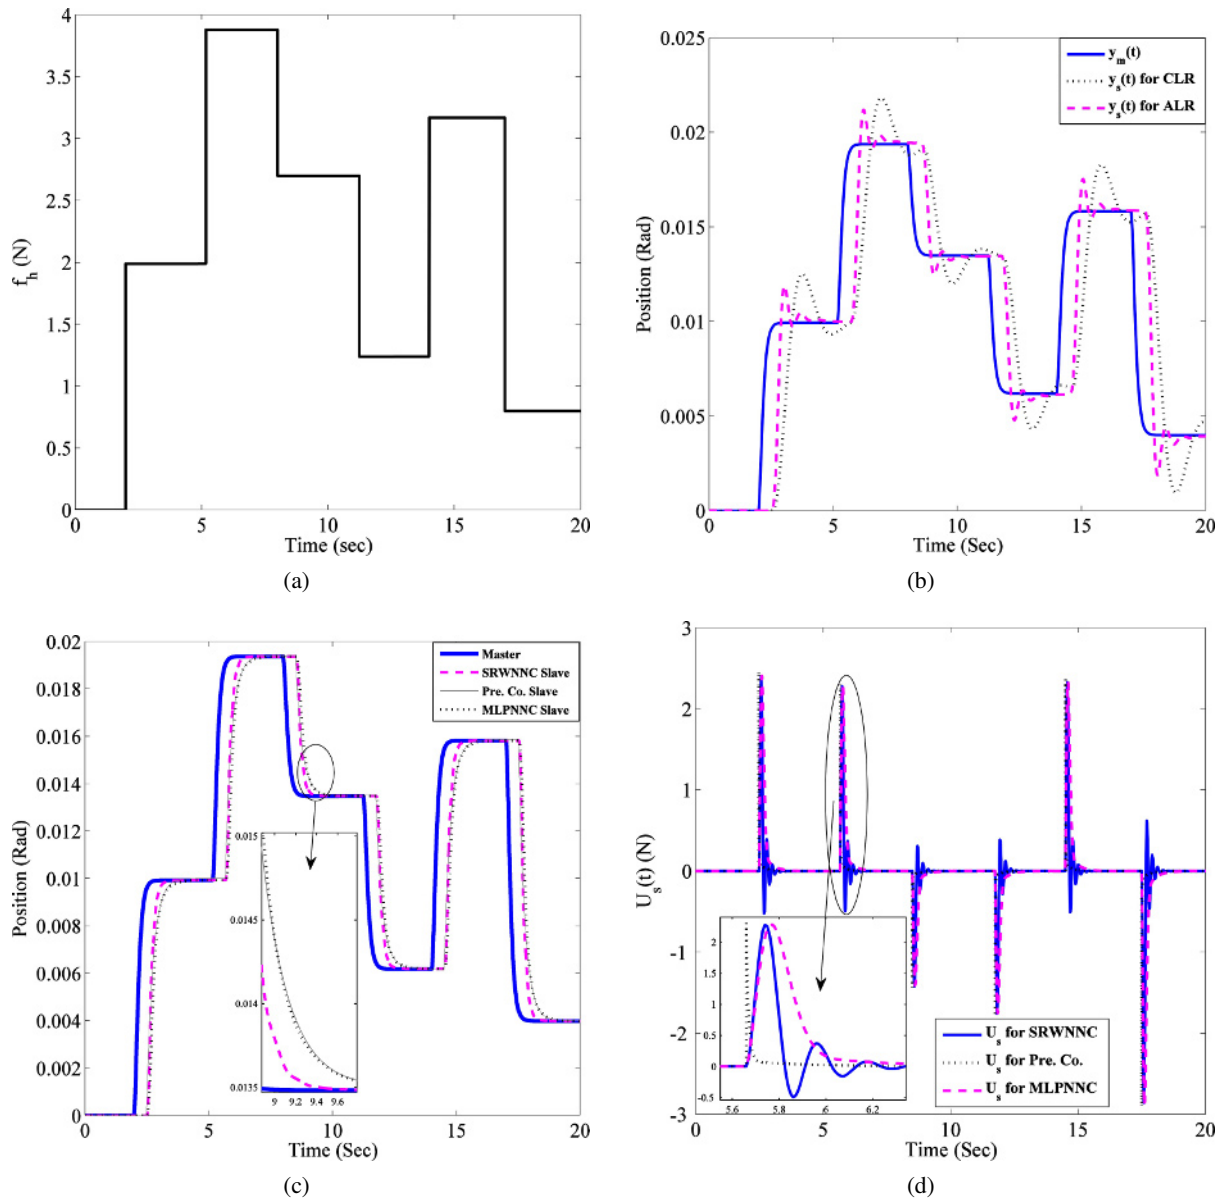 4
3.5
3
2.5
2
1.5
1
0.5
0
f_h (N)
0 5 10 15 20
Time (sec)
(a)
0.025
0.02
0.015
0.01
0.005
0
Position (Rad)
y_m(t)
y_s(t) for CLR
y_s(t) for ALR
0 5 10 15 20
Time (Sec)
(b)
0.02
0.018
0.016
0.014
0.012
0.01
0.008
0.006
0.004
0.002
0
Position (Rad)
Master
SRWNNC Slave
Pre. Co. Slave
MLPNNC Slave
0.015
0.0145
0.014
0.0135
9 9.2 9.4 9.6
0 5 10 15 20
Time (Sec)
(c)
3
2
1
0
-1
-2
-3
U_s(t) (N)
2
1.5
1
0.5
0
-0.5
5.6 5.8 6 6.2
U_s for SRWNNC
U_s for Pre. Co.
U_s for MLPNNC
0 5 10 15 20
Time (Sec)
(d)